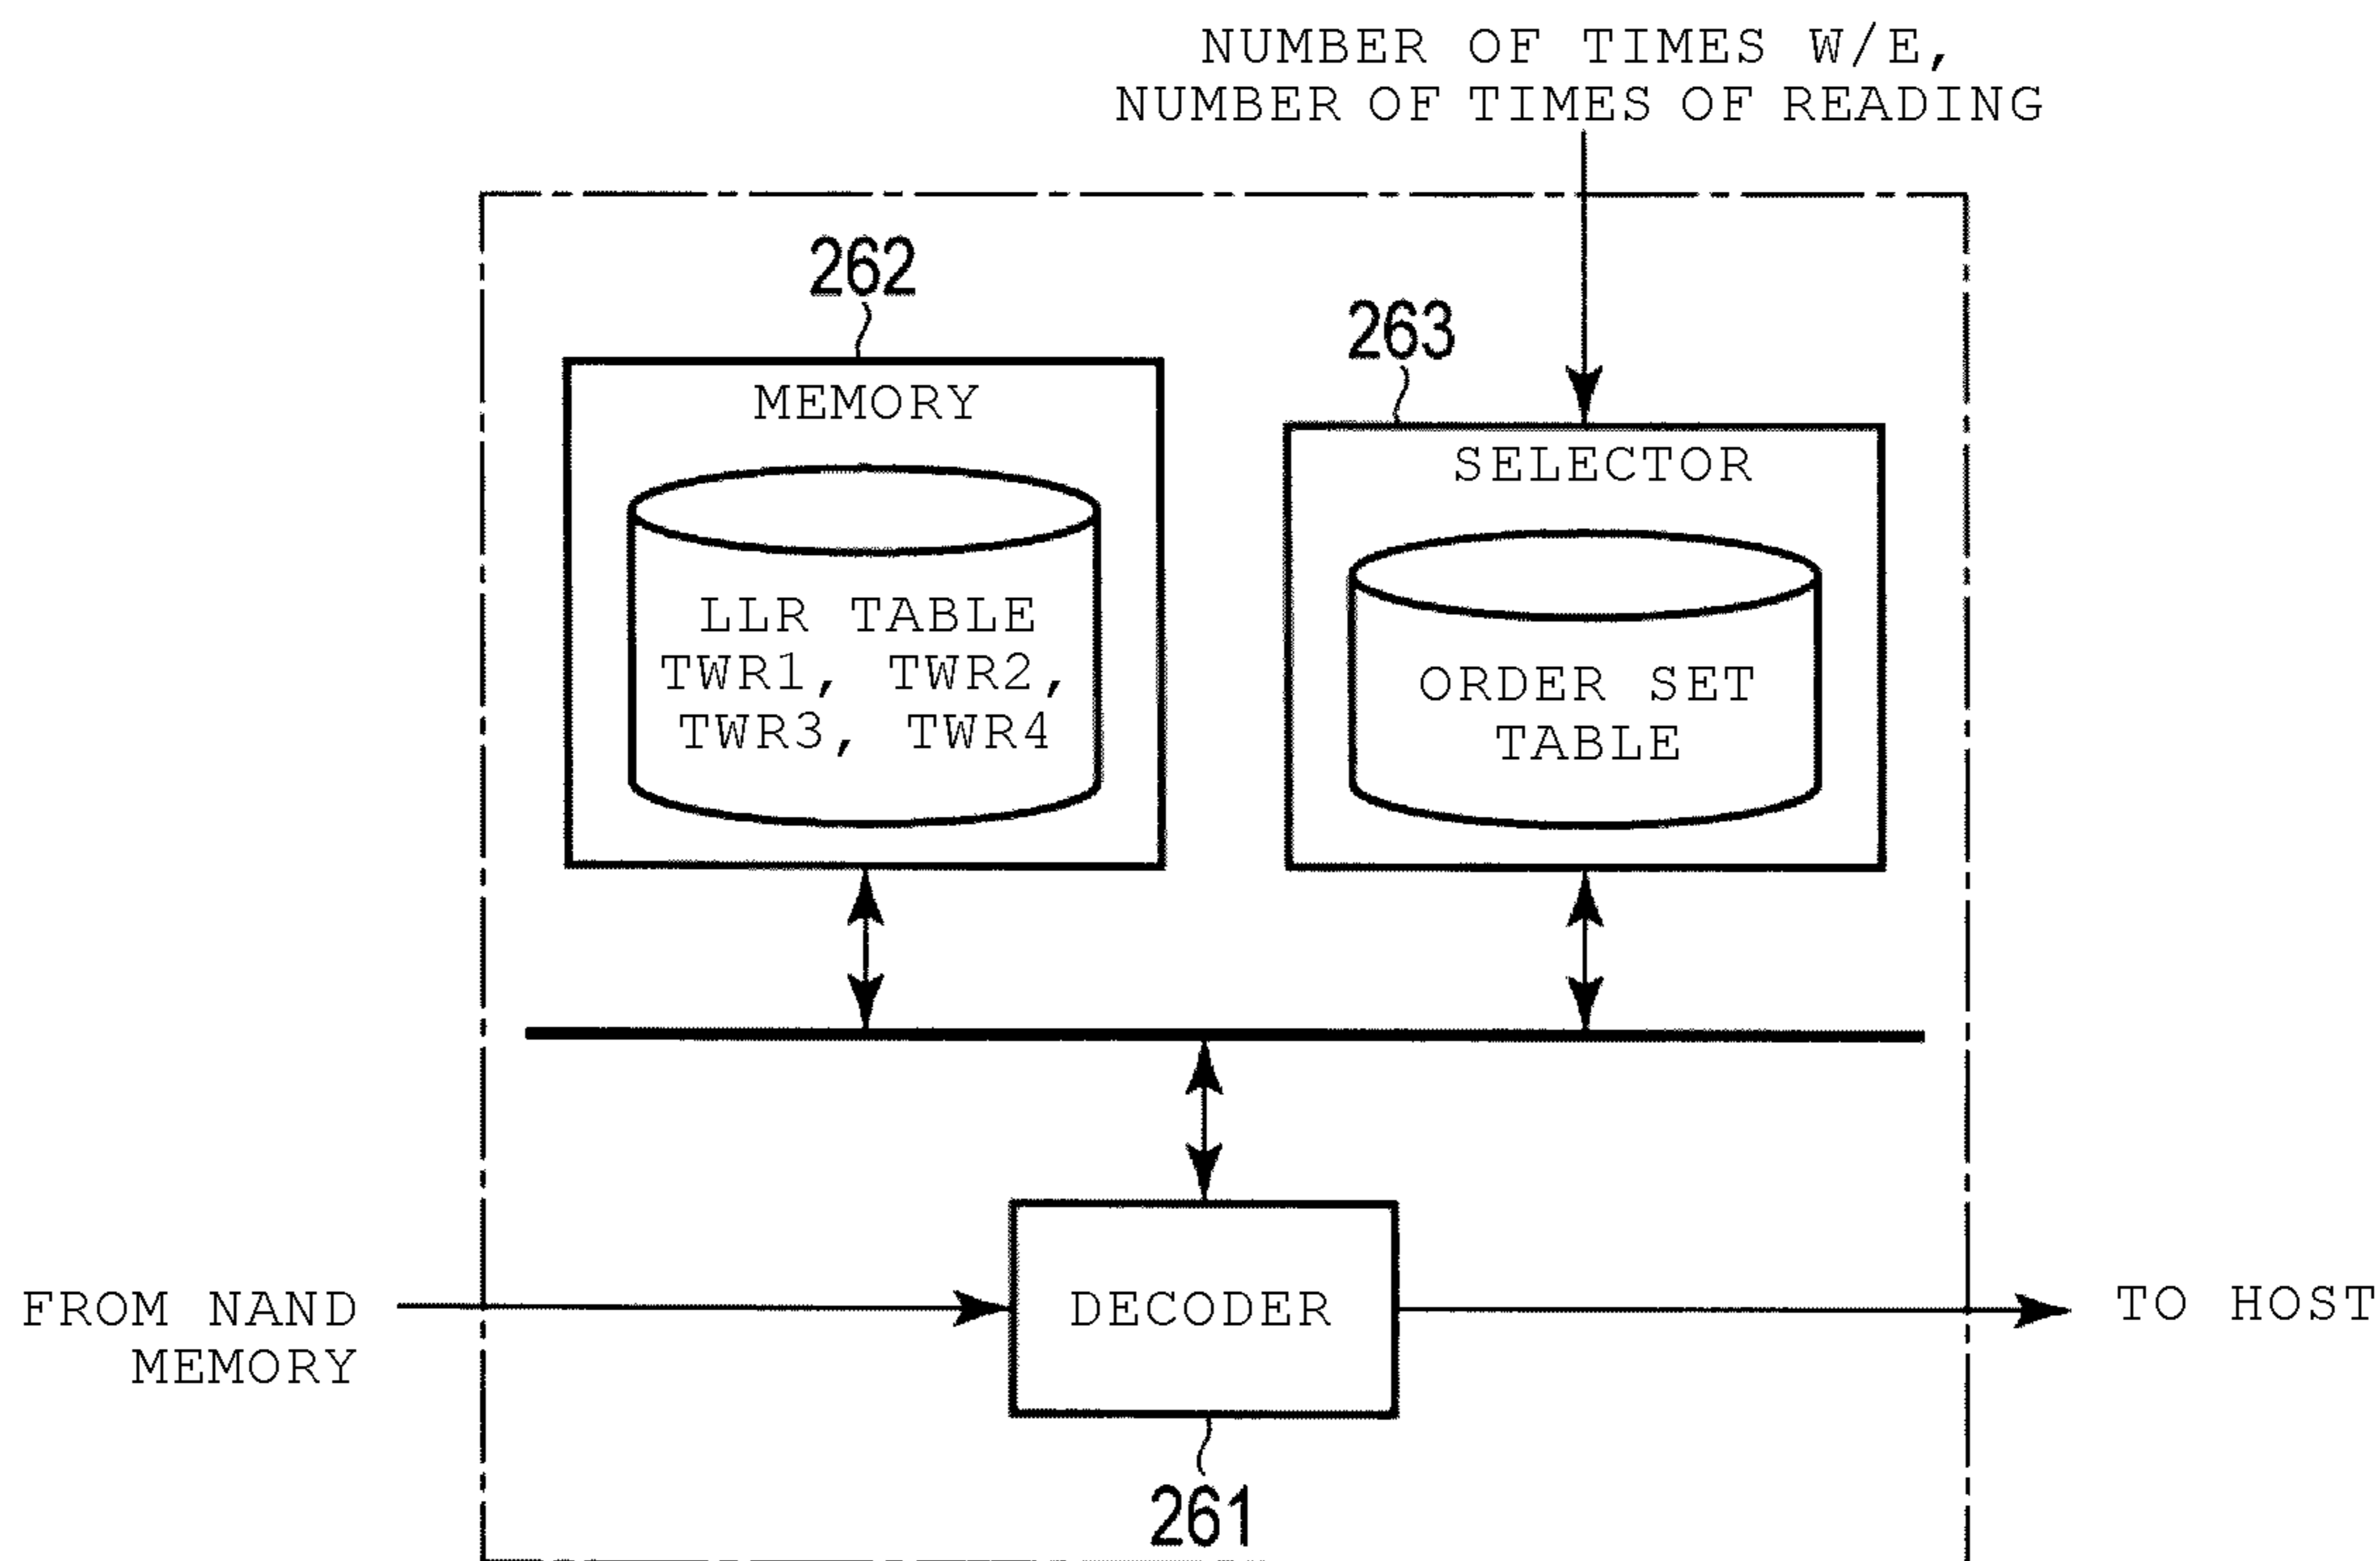 NUMBER OF TIMES W/E,
NUMBER OF TIMES OF READING
262
263
MEMORY
SELECTOR
LLR TABLE
TWR1, TWR2,
TWR3, TWR4
ORDER SET
TABLE
FROM NAND
MEMORY
DECODER
TO HOST
261